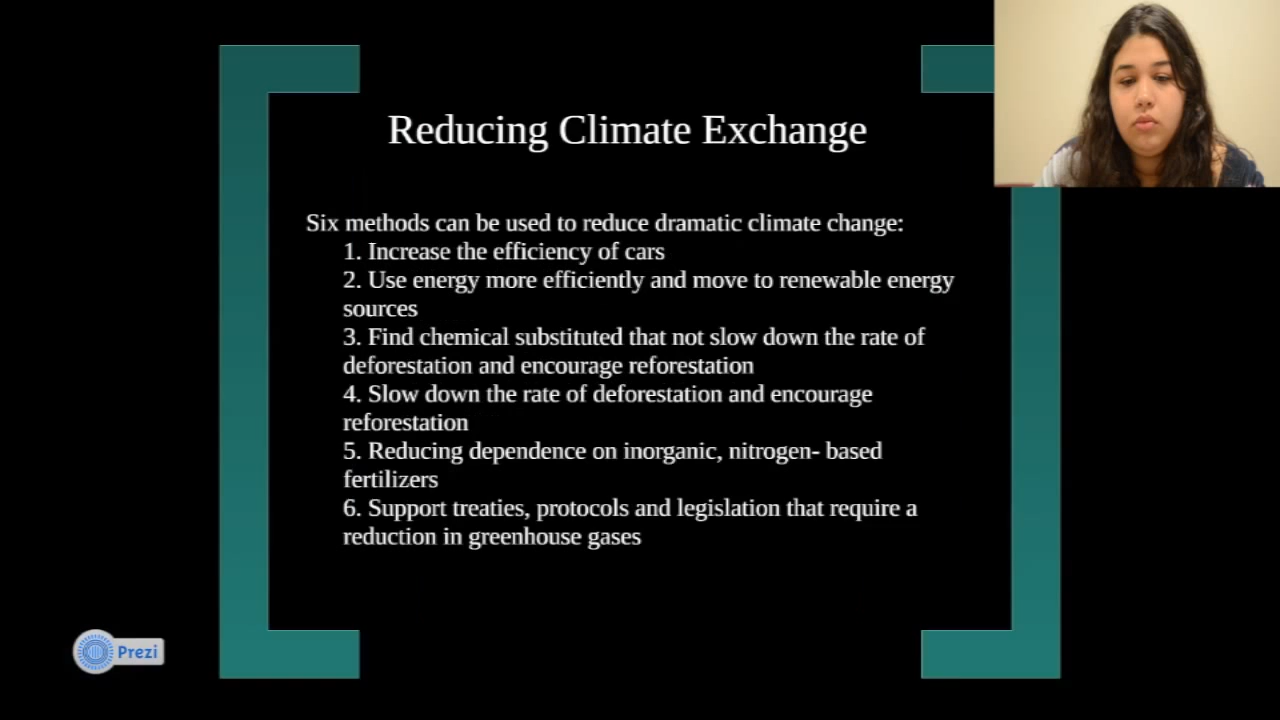 Reducing Climate Exchange
Six methods can be used to reduce dramatic climate change:
1. Increase the efficiency of cars
2. Use energy more efficiently and move to renewable energy
sources
3. Find chemical substituted that not slow down the rate of
deforestation and encourage reforestation
4. Slow down the rate of deforestation and encourage
reforestation
5. Reducing dependence on inorganic, nitrogen- based
fertilizers
6. Support treaties, protocols and legislation that require a
reduction in greenhouse gases
Prezi